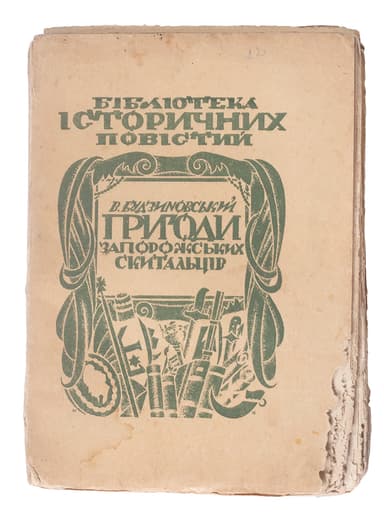 БІБЛІОТЕКА
ІСТОРИЧНИХ
ПОВІСТИЙ
В. БУДЗИНОВСЬКИЙ
ПРИГОДИ
ЗАПОРОЖСЬКИХ
СКИТАЛЬЦІВ